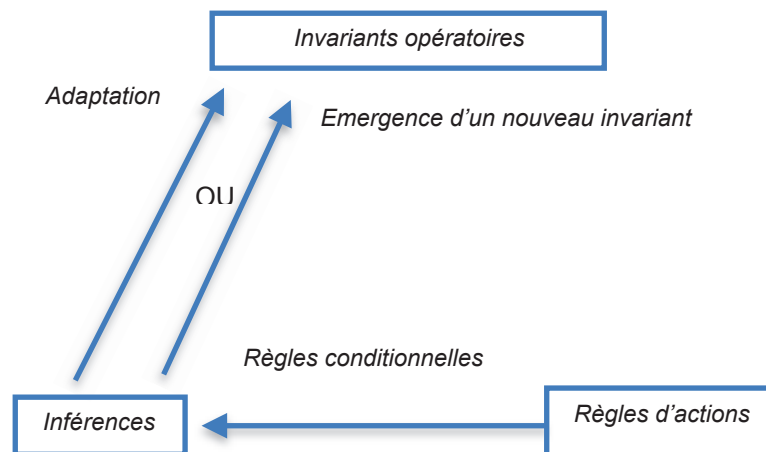 Invariants opératoires
Adaptation
Emergence d’un nouveau invariant
OU
Règles conditionnelles
Inférences
Règles d’actions